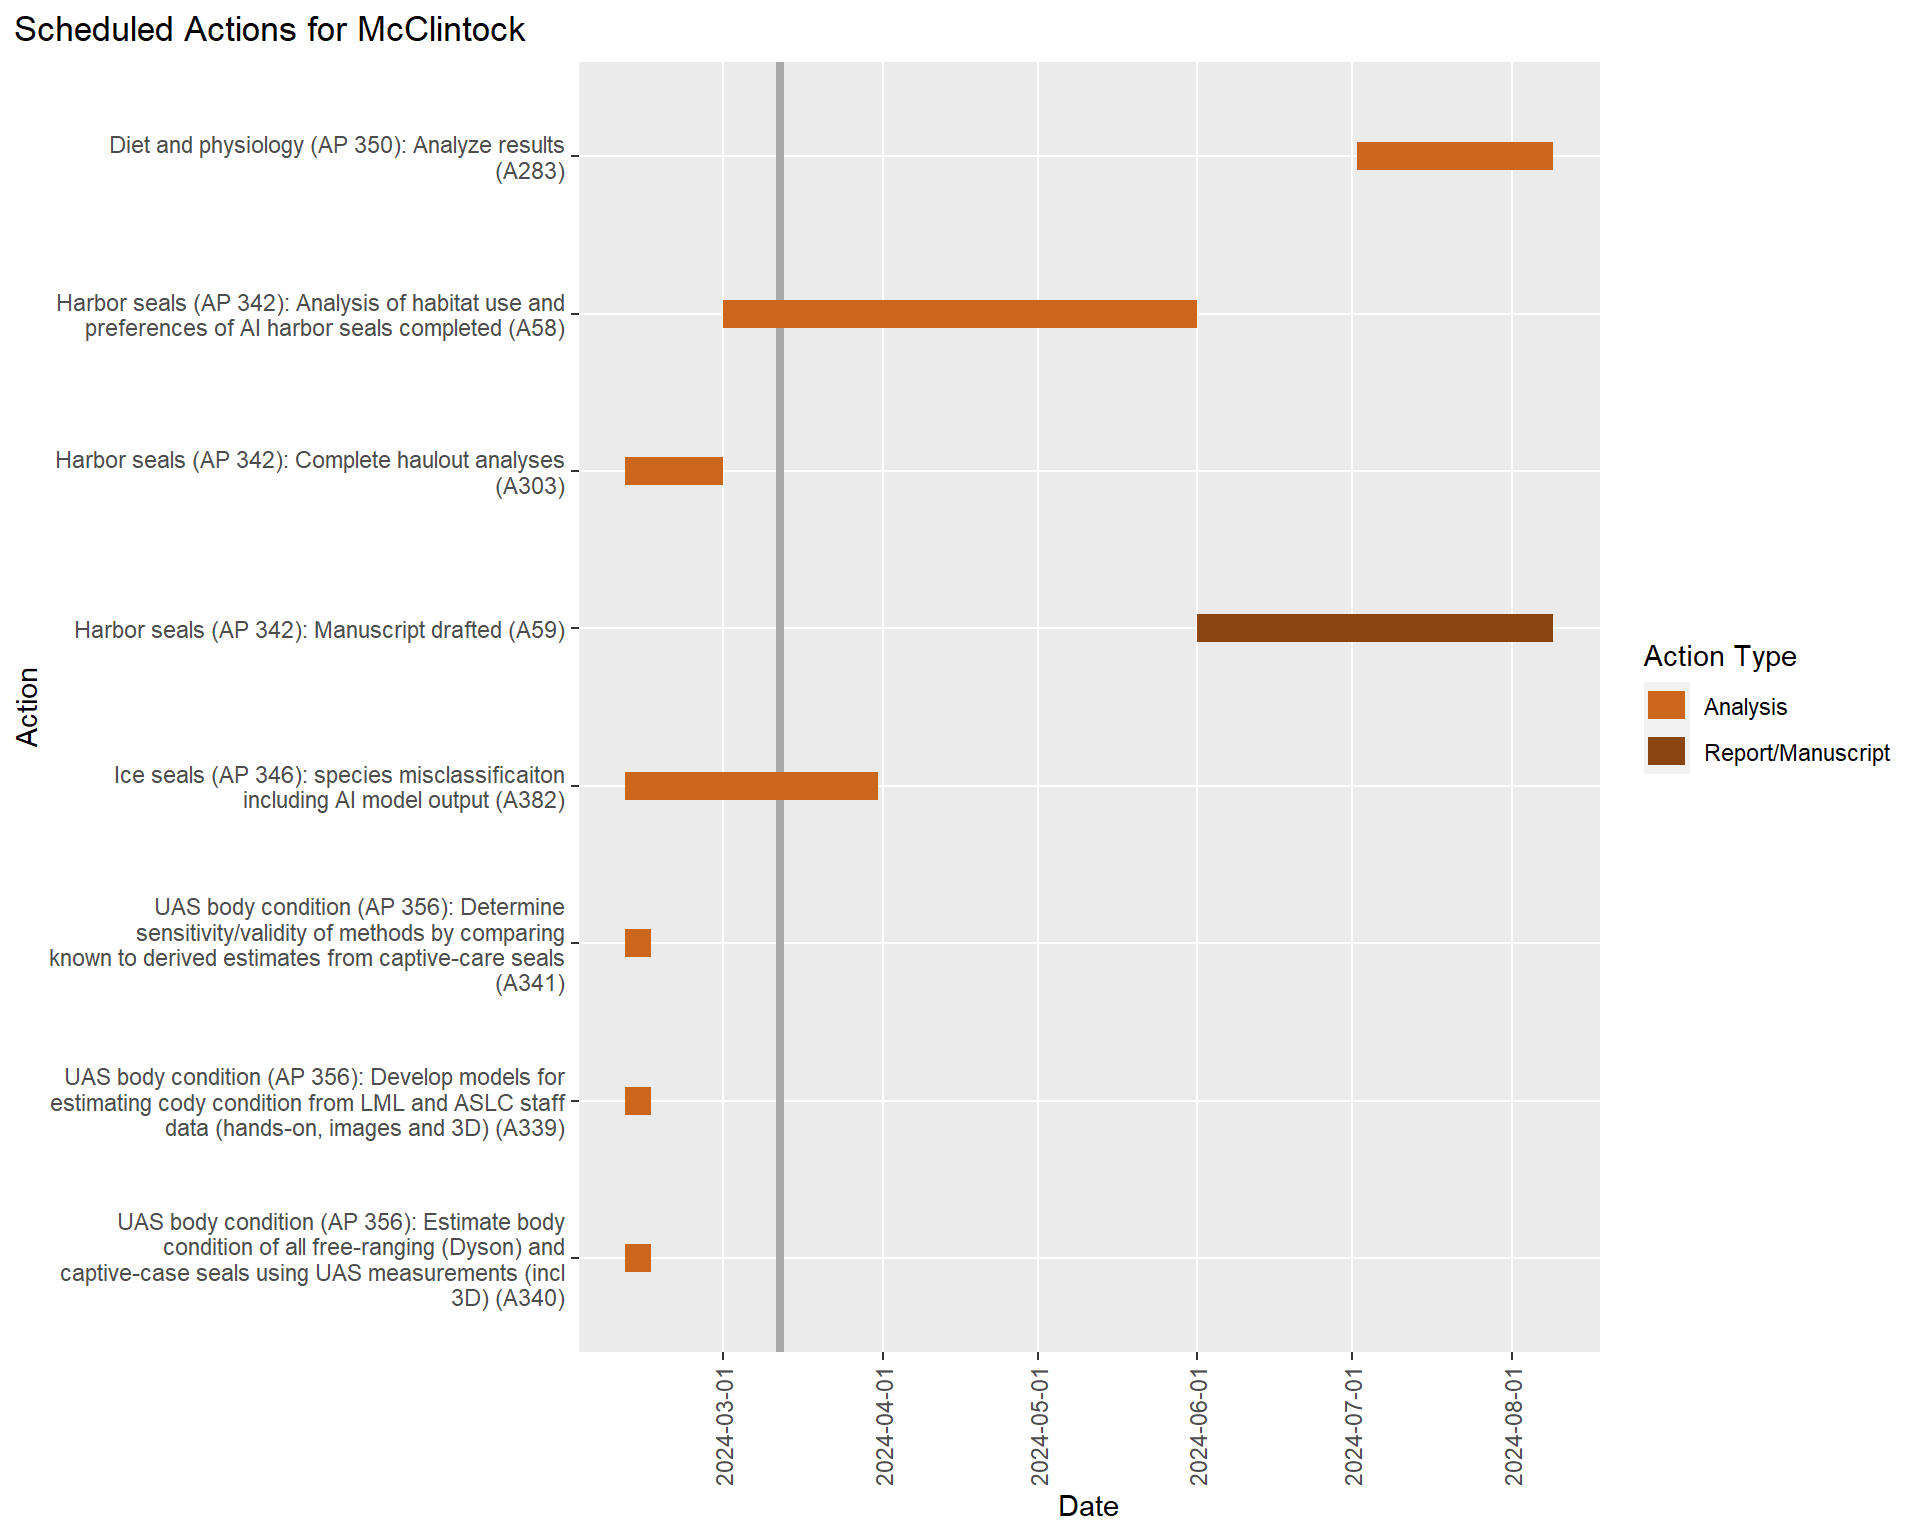 Scheduled Actions for McClintock
Diet and physiology (AP 350): Analyze results
(A283)
Harbor seals (AP 342): Analysis of habitat use and
preferences of AI harbor seals completed (A58)
Harbor seals (AP 342): Complete haulout analyses
(A303)
Harbor seals (AP 342): Manuscript drafted (A59)
Ice seals (AP 346): species misclassificaiton
including AI model output (A382)
UAS body condition (AP 356): Determine
sensitivity/validity of methods by comparing
known to derived estimates from captive-care seals
(A341)
UAS body condition (AP 356): Develop models for
estimating cody condition from LML and ASLC staff
data (hands-on, images and 3D) (A339)
UAS body condition (AP 356): Estimate body
condition of all free-ranging (Dyson) and
captive-case seals using UAS measurements (incl
3D) (A340)
Action
2024-03-01
2024-04-01
2024-05-01
2024-06-01
2024-07-01
2024-08-01
Date
Action Type
Analysis
Report/Manuscript